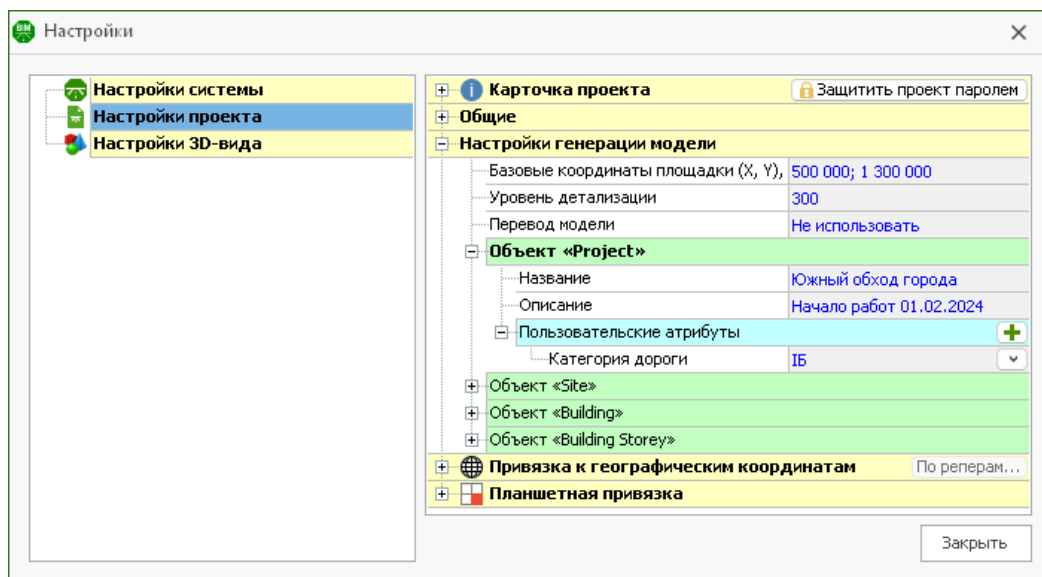 BIM
Настройки
Настройки системы
Настройки проекта
Настройки 3D-вида
Карточка проекта Защитить проект паролем
Общие
Настройки генерации модели
Базовые координаты площадки (X, Y), 500 000; 1 300 000
Уровень детализации 300
Перевод модели Не использовать
Объект «Project»
Название Южный обход города
Описание Начало работ 01.02.2024
Пользовательские атрибуты
Категория дороги IБ
Объект «Site»
Объект «Building»
Объект «Building Storey»
Привязка к географическим координатам По реперам...
Планшетная привязка
Закрыть